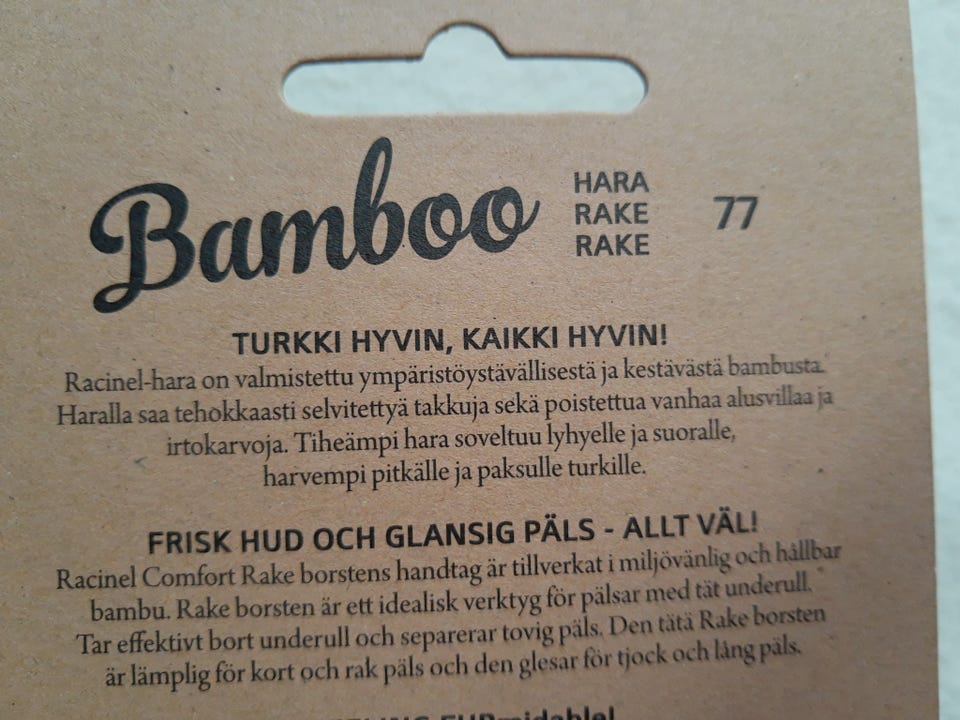 Bamboo
HARA
RAKE
RAKE
77
TURKKI HYVIN, KAIKKI HYVIN!
Racinel-hara on valmistettu ympäristöystävällisestä ja kestävästä bambusta.
Haralla saa tehokkaasti selvitettyä takkuja sekä poistettua vanhaa alusvillaa ja
irtokarvoja. Tiheämpi hara soveltuu lyhyelle ja suoralle,
harvempi pitkälle ja paksulle turkille.
FRISK HUD OCH GLANSIG PÄLS - ALLT VÄL!
Racinel Comfort Rake borstens handtag är tillverkat i miljövänlig och hållbar
bambu. Rake borsten är ett idealisk verktyg för pälsar med tät underull.
Tar effektivt bort underull och separerar tovig päls. Den täta Rake borsten
är lämplig för kort och rak päls och den glesar för tjock och lång päls.